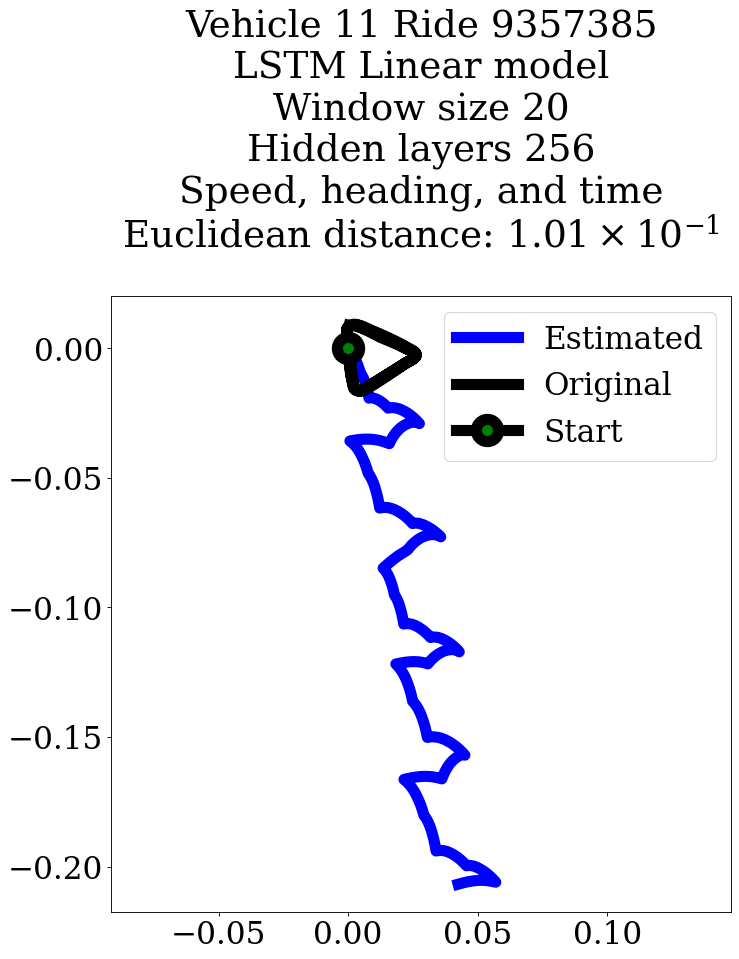 Vehicle 11 Ride 9357385
LSTM Linear model
Window size 20
Hidden layers 256
Speed, heading, and time
Euclidean distance: 1.01 × 10⁻¹
Estimated
Original
Start
0.00
−0.05
−0.10
−0.15
−0.20
−0.05 0.00 0.05 0.10